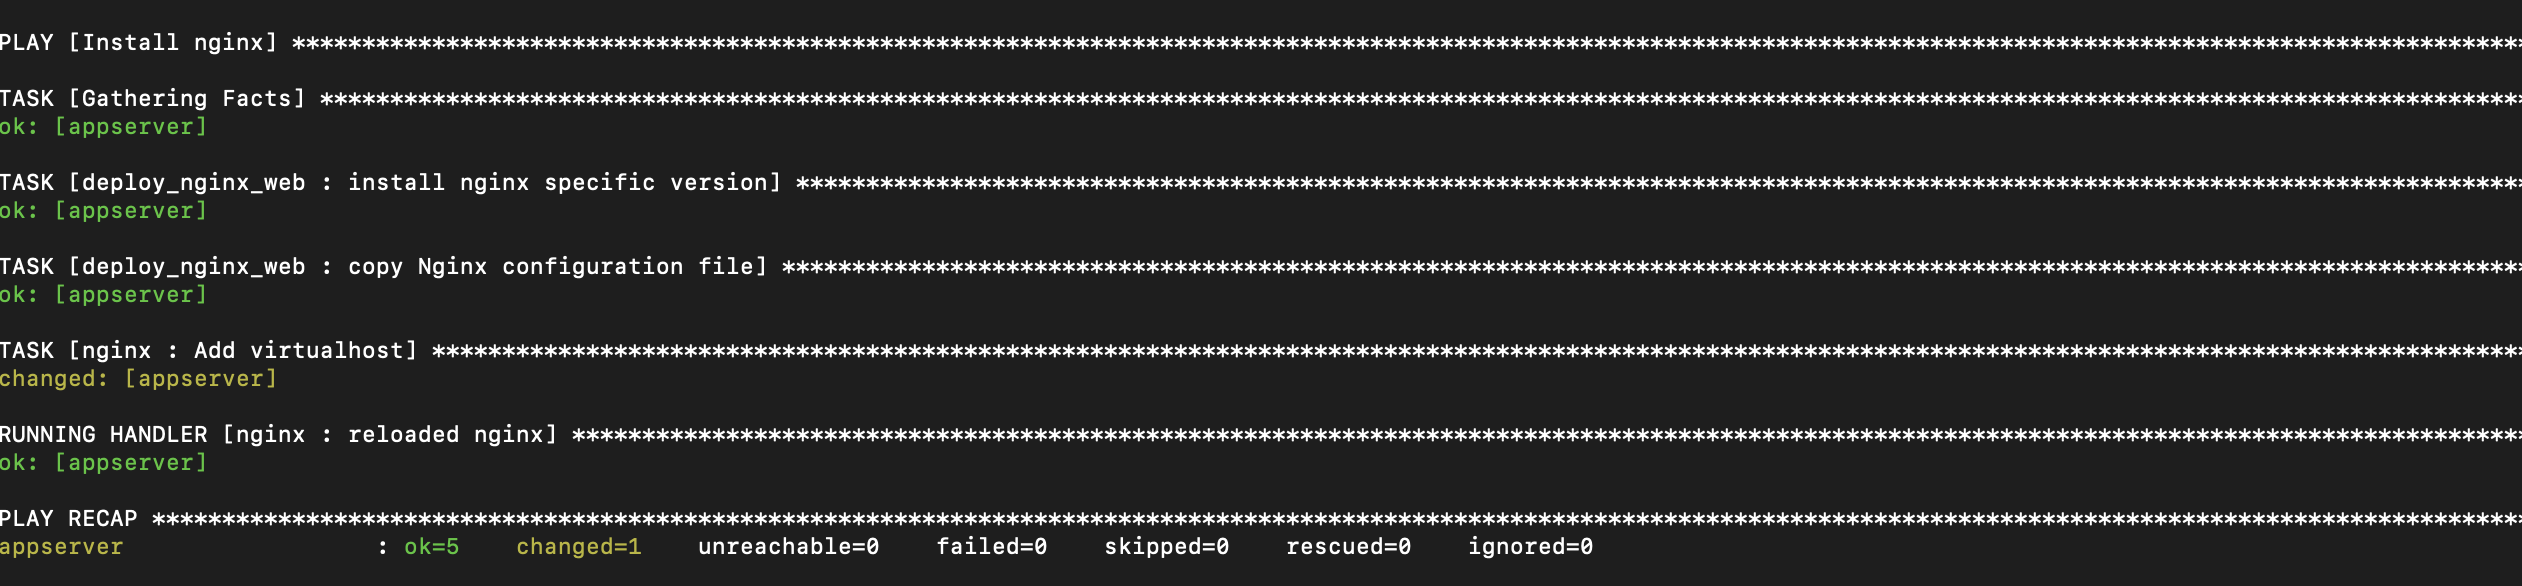 PLAY [Install nginx] ****************************************************************************************************************************************************************
TASK [Gathering Facts] **************************************************************************************************************************************************************
ok: [appserver]
TASK [deploy_nginx_web : install nginx specific version] ****************************************************************************************************************************
ok: [appserver]
TASK [deploy_nginx_web : copy Nginx configuration file] *****************************************************************************************************************************
ok: [appserver]
TASK [nginx : Add virtualhost] ******************************************************************************************************************************************************
changed: [appserver]
RUNNING HANDLER [nginx : reloaded nginx] ********************************************************************************************************************************************
ok: [appserver]
PLAY RECAP **************************************************************************************************************************************************************************
appserver                  : ok=5    changed=1    unreachable=0    failed=0    skipped=0    rescued=0    ignored=0